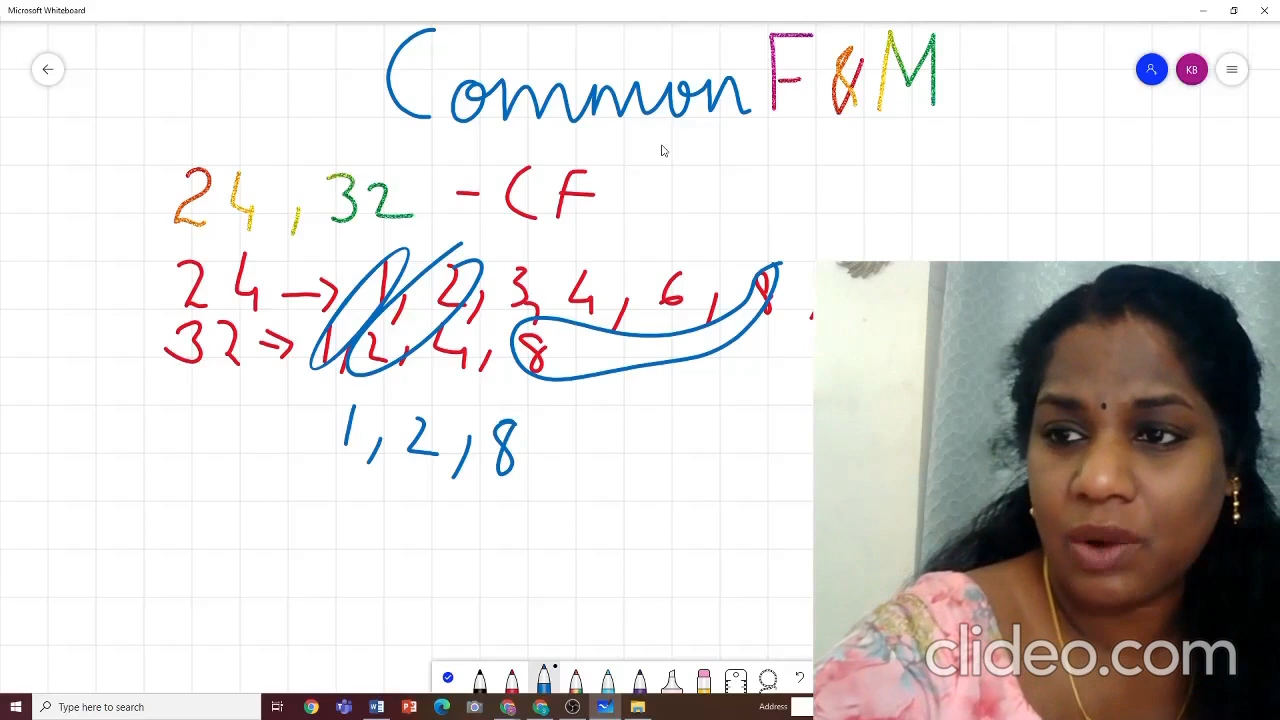 Microsoft Whiteboard
Common F & M
KB
24, 32 - CF
24 → 1, 2, 3, 4, 6, 8,
32 ⇒ 1, 2, 4, 8
1, 2, 8
clideo.com
Type here to search
Address